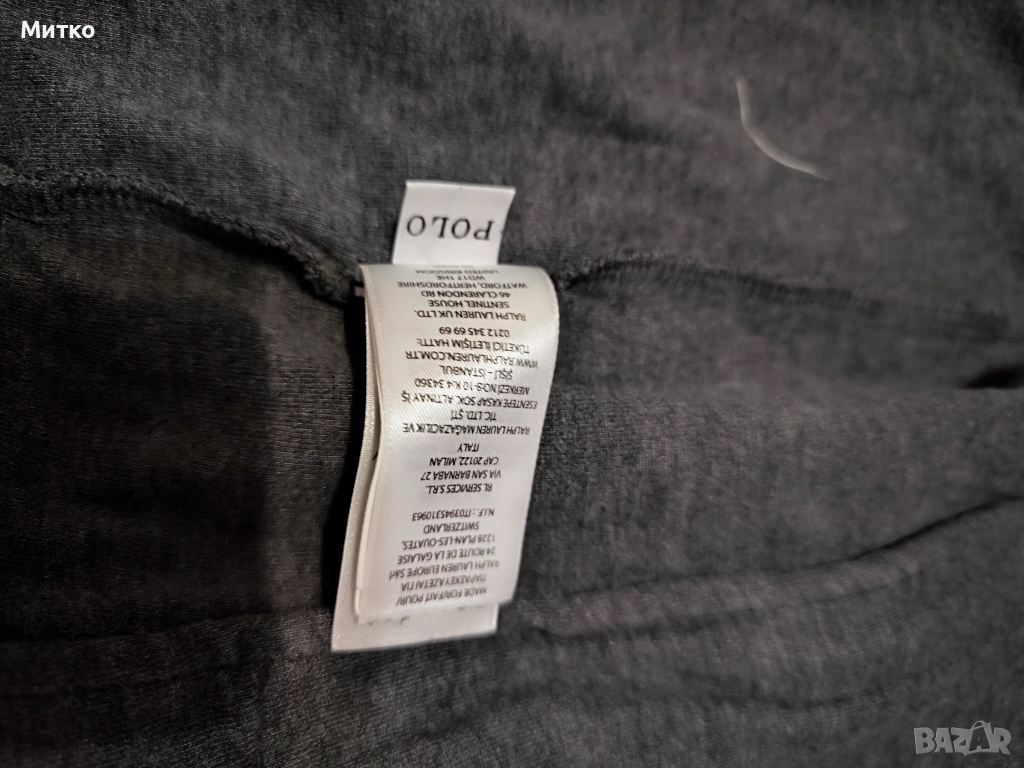 Митко
POLO
MADE FOR/FAIT POUR/
ΠΑΡΑΣΚΕΥΑΖΕΤΑΙ ΓΙΑ
RALPH LAUREN EUROPE Sàrl
24 ROUTE DE LA GALAISE
1228 PLAN-LES-OUATES,
SWITZERLAND
N.I.F.: IT03945310963
RL SERVICES S.R.L.
VIA SAN BARNABA 27
CAP 20122, MILAN
ITALY
RALPH LAUREN MAĞAZACILIK VE
TİC. LTD. ŞTİ
ESENTEPE KASAP SOK. ALTINAY İŞ
MERKEZİ NO:8-10 K:4 34360
ŞİŞLİ - İSTANBUL
WWW.RALPHLAUREN.COM.TR
TÜKETİCİ İLETİŞİM HATTI:
0212 345 69 69
RALPH LAUREN UK LTD.
SENTINEL HOUSE
46 CLARENDON RD
WATFORD, HERTFORDSHIRE
WD17 1HE
UNITED KINGDOM
BAZAR